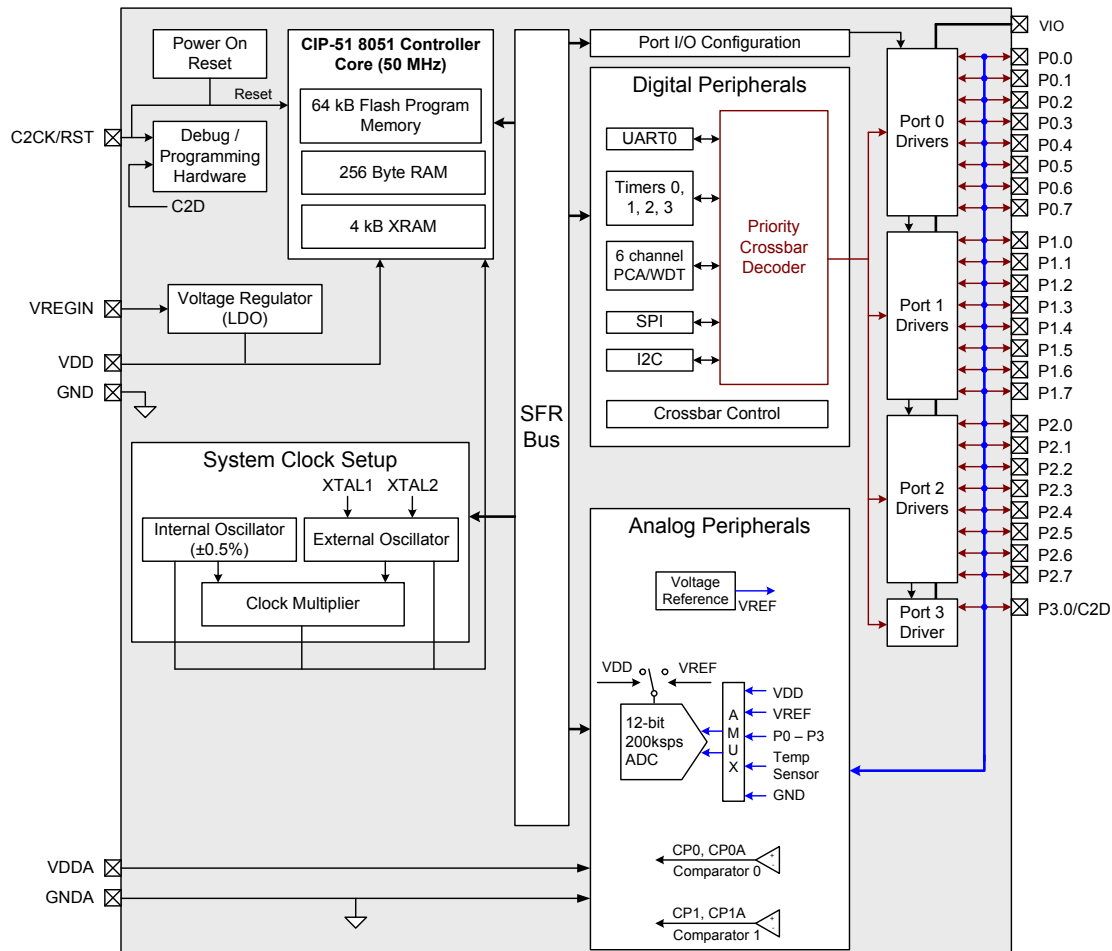 Power On
Reset
Reset
C2CK/RST
Debug /
Programming
Hardware
C2D
CIP-51 8051 Controller
Core (50 MHz)
64 kB Flash Program
Memory
256 Byte RAM
4 kB XRAM
VREGIN
Voltage Regulator
(LDO)
VDD
GND
System Clock Setup
XTAL1
XTAL2
Internal Oscillator
(±0.5%)
External Oscillator
Clock Multiplier
SFR
Bus
Port I/O Configuration
Digital Peripherals
UART0
Timers 0,
1, 2, 3
6 channel
PCA/WDT
SPI
I2C
Priority
Crossbar
Decoder
Crossbar Control
Analog Peripherals
Voltage
Reference
VREF
VDD
VREF
12-bit
200ksps
ADC
A
M
U
X
VDD
VREF
P0 – P3
Temp
Sensor
GND
CP0, CP0A
+
-
Comparator 0
CP1, CP1A
+
-
Comparator 1
VDDA
GNDA
Port 0
Drivers
Port 1
Drivers
Port 2
Drivers
Port 3
Driver
VIO
P0.0
P0.1
P0.2
P0.3
P0.4
P0.5
P0.6
P0.7
P1.0
P1.1
P1.2
P1.3
P1.4
P1.5
P1.6
P1.7
P2.0
P2.1
P2.2
P2.3
P2.4
P2.5
P2.6
P2.7
P3.0/C2D